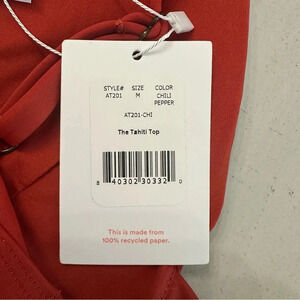 STYLE# SIZE COLOR
AT201 M CHILI
PEPPER
AT201-CHI
The Tahiti Top
8 40302 30332 0
This is made from
100% recycled paper.